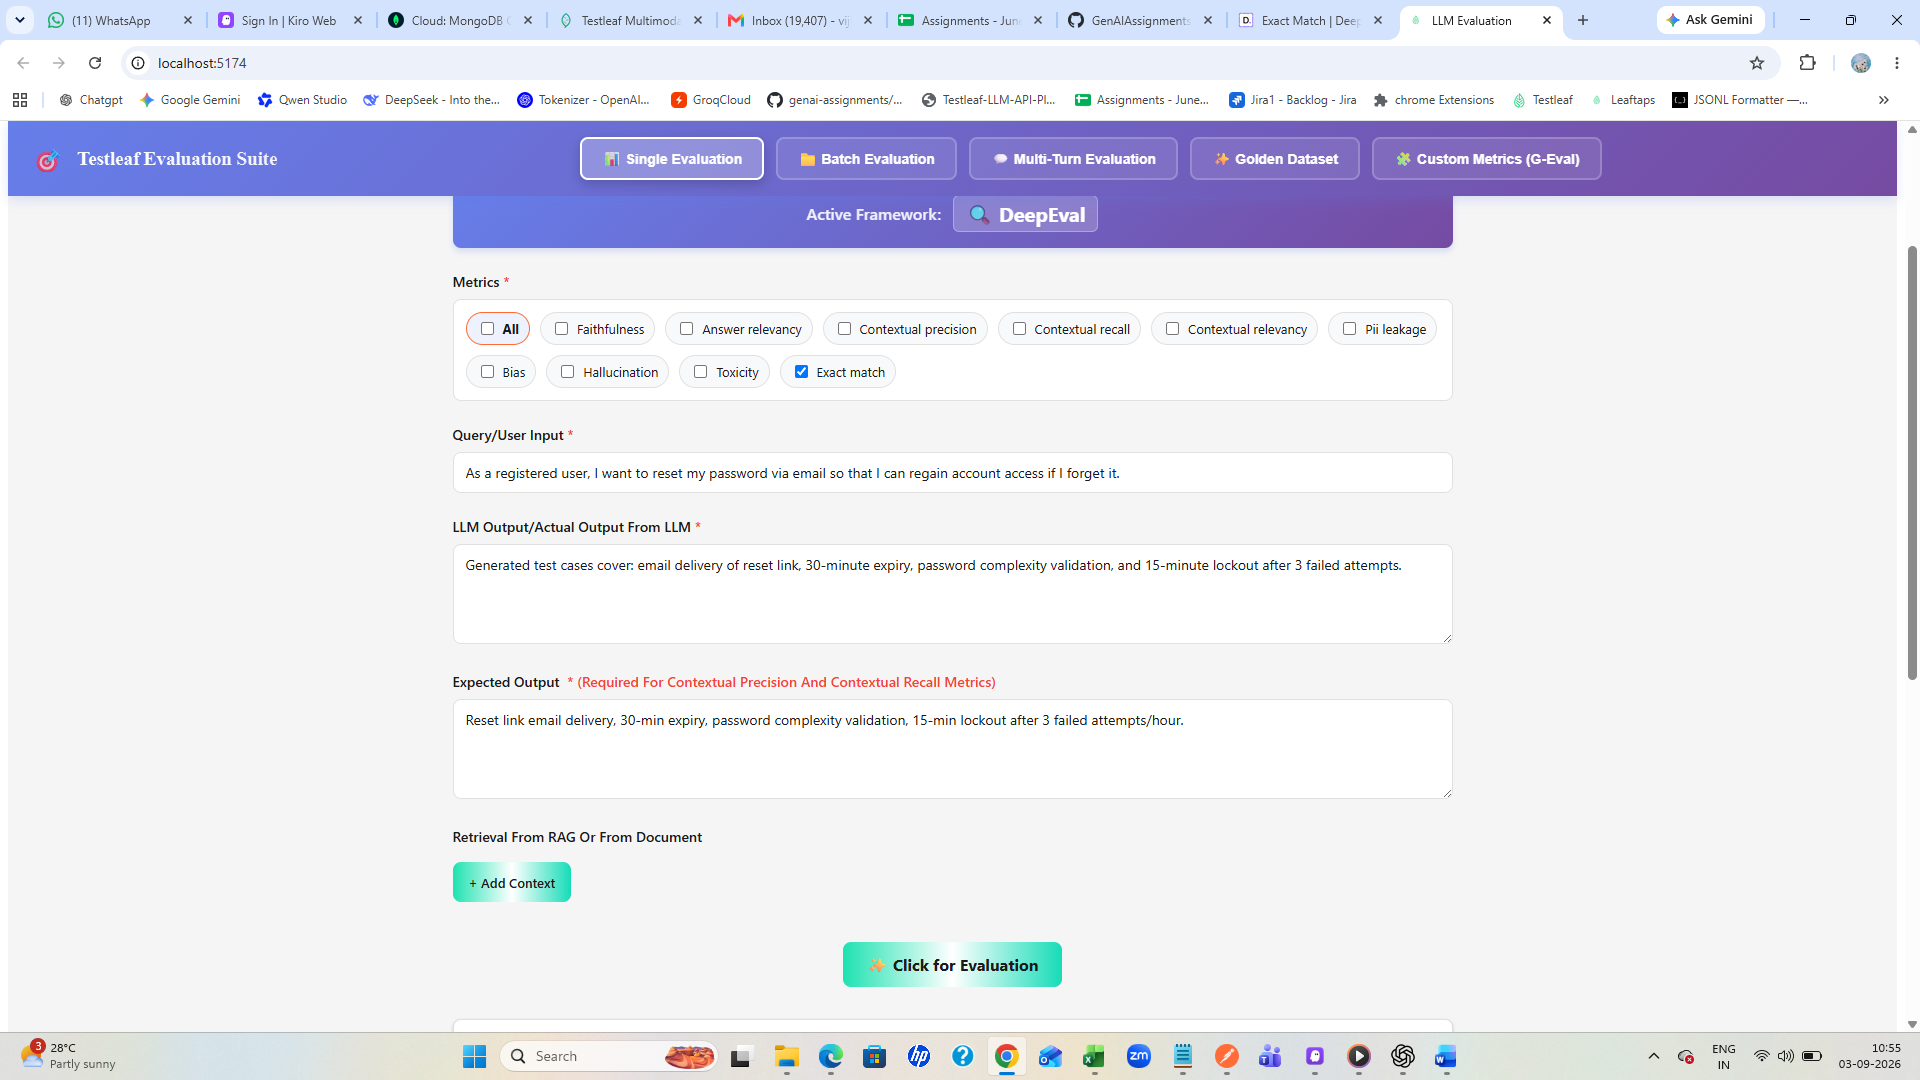 (11) WhatsApp
Sign In | Kiro Web
Cloud: MongoDB
Testleaf Multimoda
Inbox (19,407) - vij
Assignments - June
GenAIAssignments
Exact Match | Deep
LLM Evaluation
Ask Gemini
localhost:5174
Chatgpt
Google Gemini
Qwen Studio
DeepSeek - Into the...
Tokenizer - OpenAI...
GroqCloud
genai-assignments/...
Testleaf-LLM-API-Pl...
Assignments - June...
Jira1 - Backlog - Jira
chrome Extensions
Testleaf
Leaftaps
JSONL Formatter —...
Testleaf Evaluation Suite
Single Evaluation
Batch Evaluation
Multi-Turn Evaluation
Golden Dataset
Custom Metrics (G-Eval)
Active Framework:
DeepEval
Metrics *
All
Faithfulness
Answer relevancy
Contextual precision
Contextual recall
Contextual relevancy
Pii leakage
Bias
Hallucination
Toxicity
Exact match
Query/User Input *
As a registered user, I want to reset my password via email so that I can regain account access if I forget it.
LLM Output/Actual Output From LLM *
Generated test cases cover: email delivery of reset link, 30-minute expiry, password complexity validation, and 15-minute lockout after 3 failed attempts.
Expected Output * (Required For Contextual Precision And Contextual Recall Metrics)
Reset link email delivery, 30-min expiry, password complexity validation, 15-min lockout after 3 failed attempts/hour.
Retrieval From RAG Or From Document
+ Add Context
Click for Evaluation
3
28°C
Partly sunny
Search
hp
zm
ENG
IN
10:55
03-09-2026